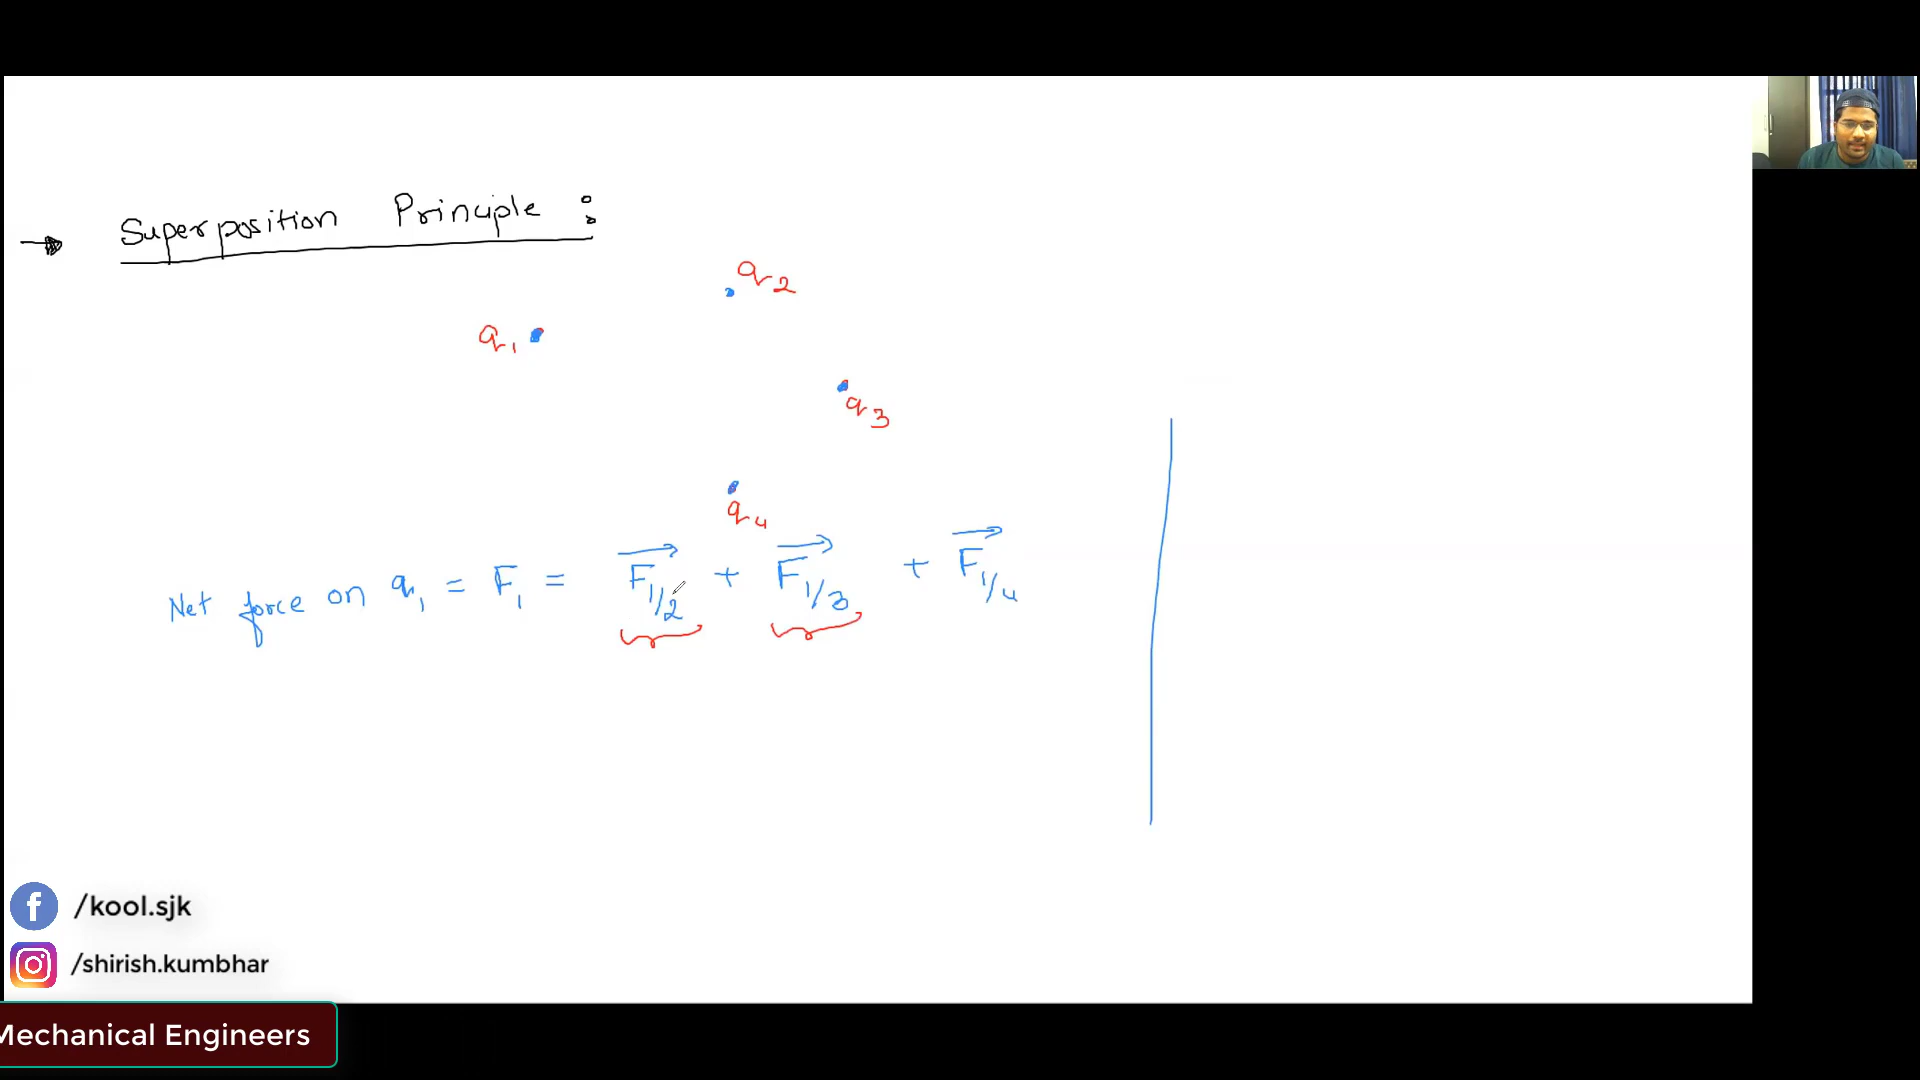 → Superposition Principle :
q2
q1
q3
q4
Net force on q1 = F1 = F1/2 + F1/3 + F1/4
f /kool.sjk
/shirish.kumbhar
Mechanical Engineers